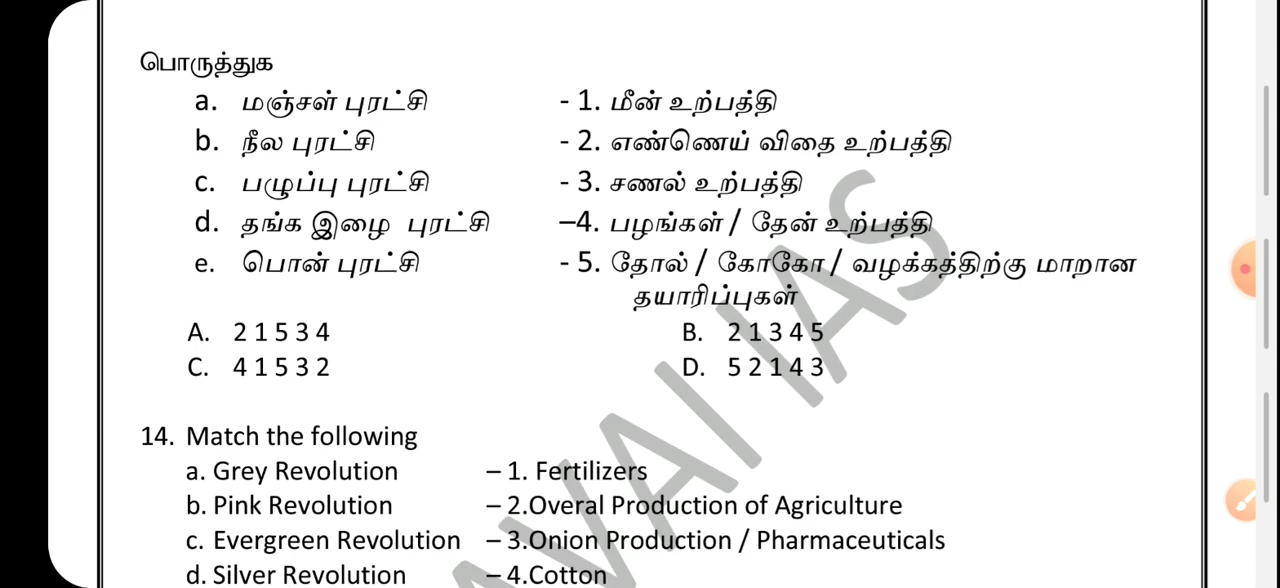 பொருத்துக
a. மஞ்சள் புரட்சி - 1. மீன் உற்பத்தி
b. நீல புரட்சி - 2. எண்ணெய் விதை உற்பத்தி
c. பழுப்பு புரட்சி - 3. சணல் உற்பத்தி
d. தங்க இழை புரட்சி –4. பழங்கள் / தேன் உற்பத்தி
e. பொன் புரட்சி - 5. தோல் / கோகோ / வழக்கத்திற்கு மாறான
தயாரிப்புகள்
A. 2 1 5 3 4 B. 2 1 3 4 5
C. 4 1 5 3 2 D. 5 2 1 4 3
14. Match the following
a. Grey Revolution – 1. Fertilizers
b. Pink Revolution – 2.Overal Production of Agriculture
c. Evergreen Revolution – 3.Onion Production / Pharmaceuticals
d. Silver Revolution – 4.Cotton
VAI IAS